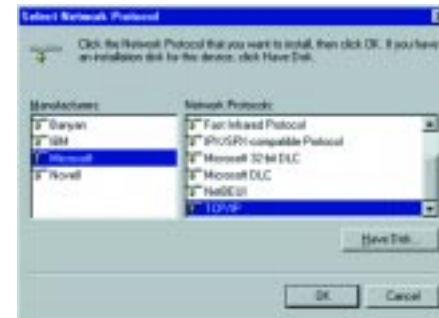 Select Network Protocol
Click the Network Protocol that you want to install, then click OK. If you have
an installation disk for this device, click Have Disk.
Manufacturers:
Banyan
IBM
Microsoft
Novell
Network Protocols:
Fast Infrared Protocol
IPX/SPX-compatible Protocol
Microsoft 32-bit DLC
Microsoft DLC
NetBEUI
TCP/IP
Have Disk...
OK
Cancel